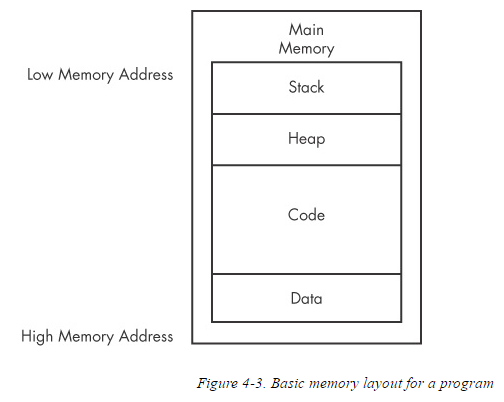 Main
Memory
Low Memory Address
Stack
Heap
Code
Data
High Memory Address
Figure 4-3. Basic memory layout for a program